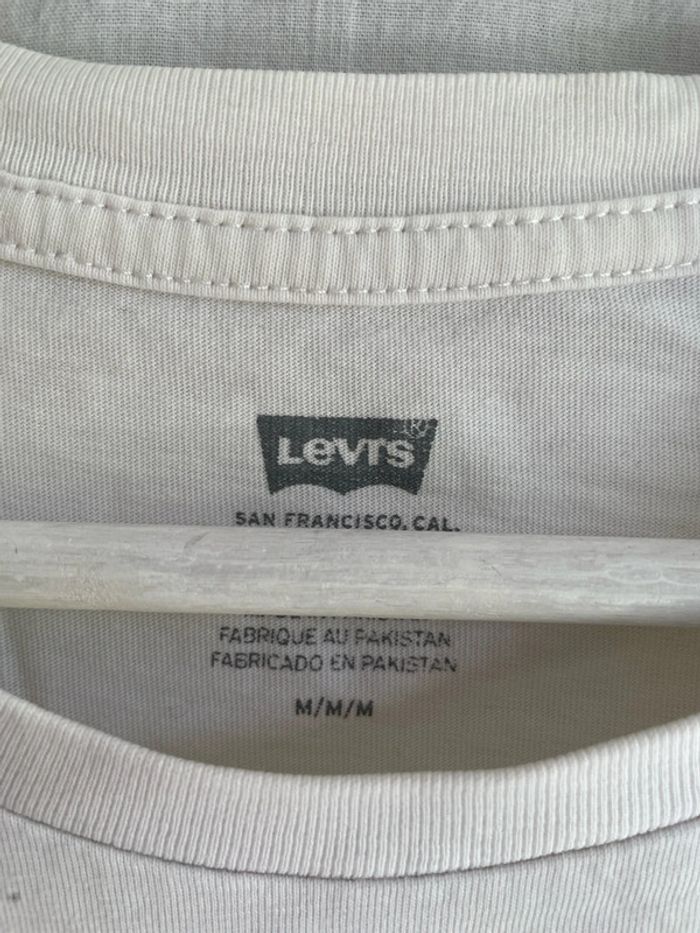 Levi's
SAN FRANCISCO, CAL.
FABRIQUE AU PAKISTAN
FABRICADO EN PAKISTAN
M/M/M